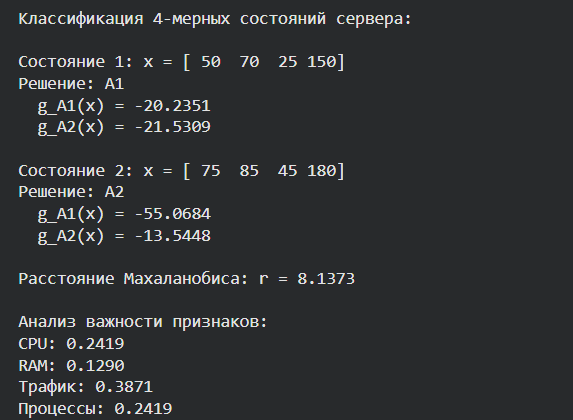 Классификация 4-мерных состояний сервера:
Состояние 1: x = [ 50  70  25 150]
Решение: A1
  g_A1(x) = -20.2351
  g_A2(x) = -21.5309
Состояние 2: x = [ 75  85  45 180]
Решение: A2
  g_A1(x) = -55.0684
  g_A2(x) = -13.5448
Расстояние Махаланобиса: r = 8.1373
Анализ важности признаков:
CPU: 0.2419
RAM: 0.1290
Трафик: 0.3871
Процессы: 0.2419